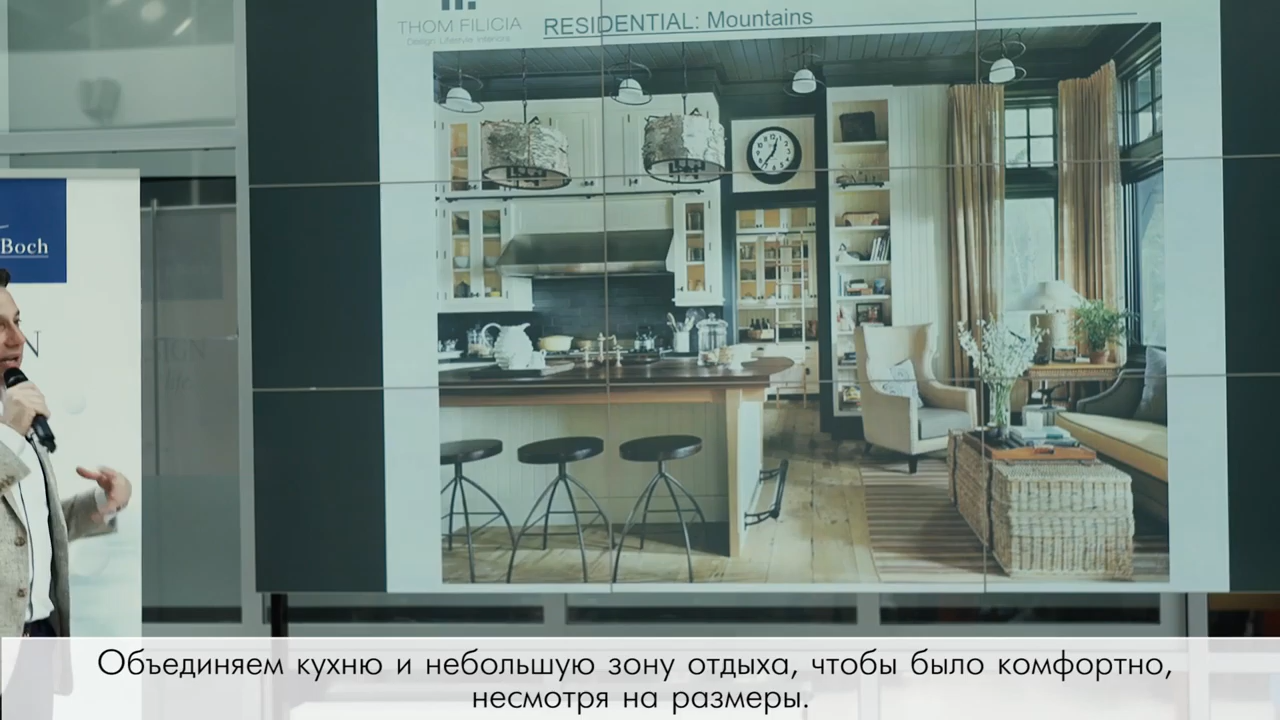 THOM FILICIA
Design Lifestyle Interiors
RESIDENTIAL: Mountains
Boch
N
Объединяем кухню и небольшую зону отдыха, чтобы было комфортно,
несмотря на размеры.